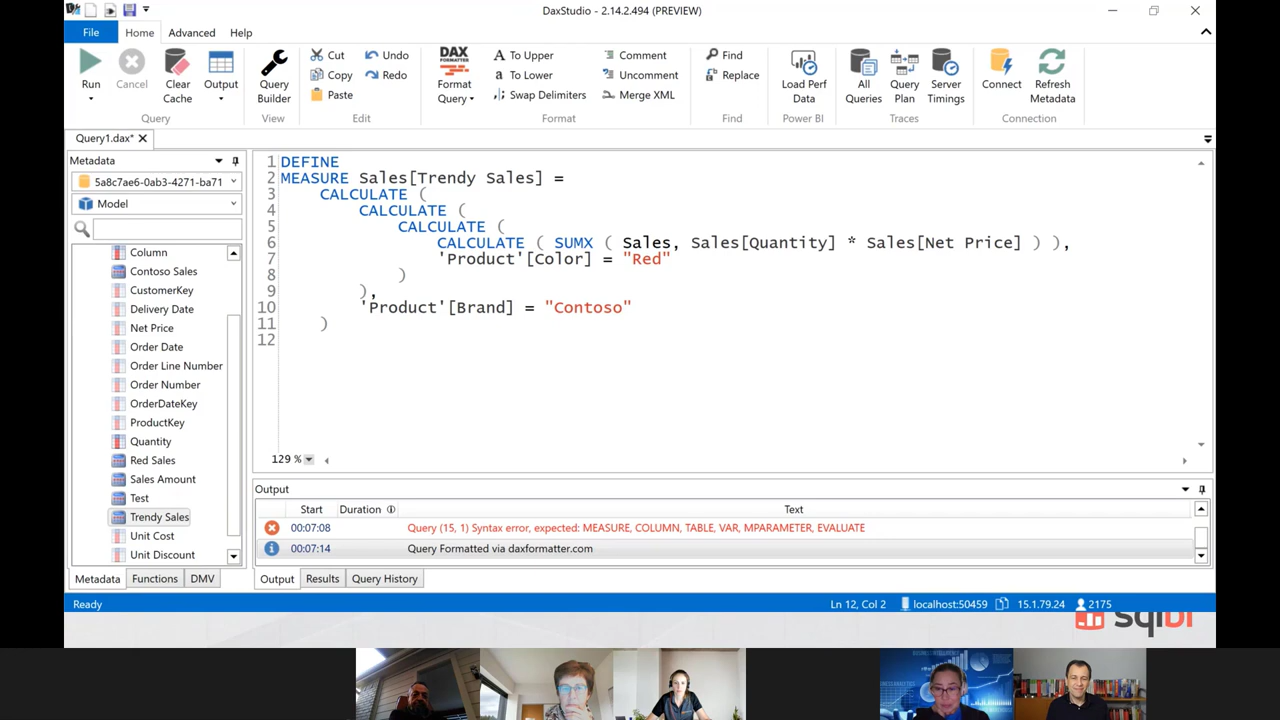 DaxStudio - 2.14.2.494 (PREVIEW)
File Home Advanced Help
Run Cancel Clear Cache Output
Query
Query Builder
View
Cut Undo
Copy Redo
Paste
Edit
DAX FORMATTER
Format Query
To Upper Comment
To Lower Uncomment
Swap Delimiters Merge XML
Format
Find
Replace
Find
Load Perf Data
Power BI
All Queries Query Plan Server Timings
Traces
Connect Refresh Metadata
Connection
Query1.dax*
Metadata
5a8c7ae6-0ab3-4271-ba71
Model
Column
Contoso Sales
CustomerKey
Delivery Date
Net Price
Order Date
Order Line Number
Order Number
OrderDateKey
ProductKey
Quantity
Red Sales
Sales Amount
Test
Trendy Sales
Unit Cost
Unit Discount
Metadata Functions DMV
1 DEFINE
2 MEASURE Sales[Trendy Sales] =
3 CALCULATE (
4 CALCULATE (
5 CALCULATE (
6 CALCULATE ( SUMX ( Sales, Sales[Quantity] * Sales[Net Price] ) ),
7 'Product'[Color] = "Red"
8 )
9 ),
10 'Product'[Brand] = "Contoso"
11 )
12
129 %
Output
Start Duration Text
00:07:08 Query (15, 1) Syntax error, expected: MEASURE, COLUMN, TABLE, VAR, MPARAMETER, EVALUATE
00:07:14 Query Formatted via daxformatter.com
Output Results Query History
Ready Ln 12, Col 2 localhost:50459 15.1.79.24 2175
sqlbi